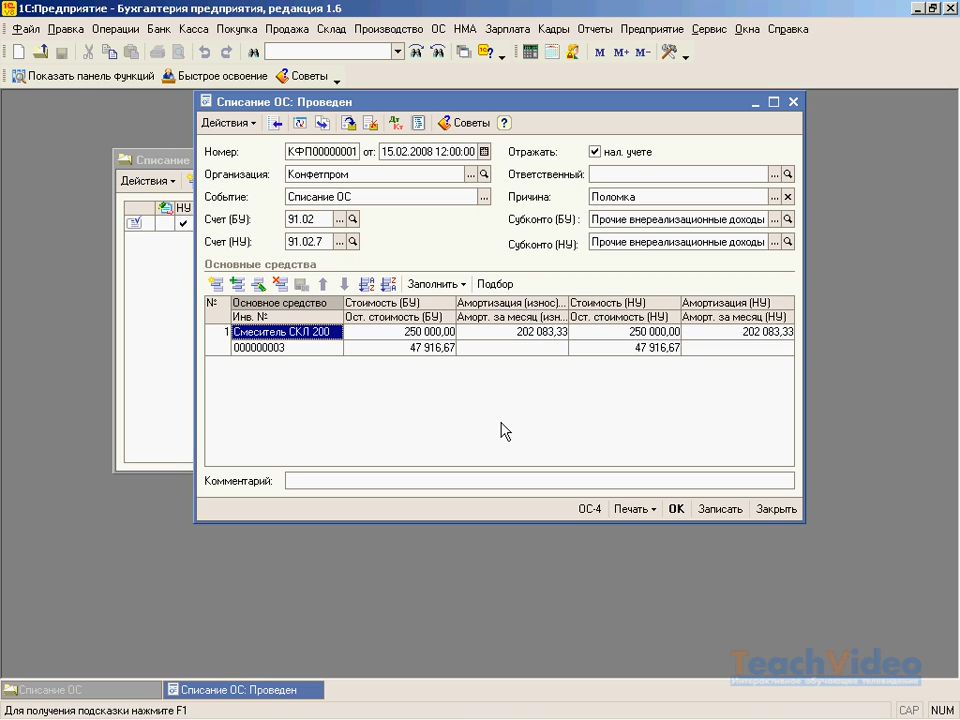 1С:Предприятие - Бухгалтерия предприятия, редакция 1.6
Файл Правка Операции Банк Касса Покупка Продажа Склад Производство ОС НМА Зарплата Кадры Отчеты Предприятие Сервис Окна Справка
M M+ M-
Показать панель функций Быстрое освоение Советы
Списание ОС: Проведен
Действия Дт Кт Советы ?
Номер: КФП00000001 от: 15.02.2008 12:00:00 Отражать: нал. учете
Организация: Конфетпром Ответственный:
Событие: Списание ОС Причина: Поломка
Счет (БУ): 91.02 Субконто (БУ): Прочие внереализационные доходы
Счет (НУ): 91.02.7 Субконто (НУ): Прочие внереализационные доходы
Списание
Действия
НУ
Основные средства
Заполнить Подбор
№ Основное средство Стоимость (БУ) Амортизация (износ)... Стоимость (НУ) Амортизация (НУ)
Инв. № Ост. стоимость (БУ) Аморт. за месяц (изн... Ост. стоимость (НУ) Аморт. за месяц (НУ)
1 Смеситель СКЛ 200 250 000,00 202 083,33 250 000,00 202 083,33
000000003 47 916,67 47 916,67
Комментарий:
ОС-4 Печать OK Записать Закрыть
TeachVideo
Интерактивное обучающее телевидение
Списание ОС Списание ОС: Проведен
Для получения подсказки нажмите F1 CAP NUM